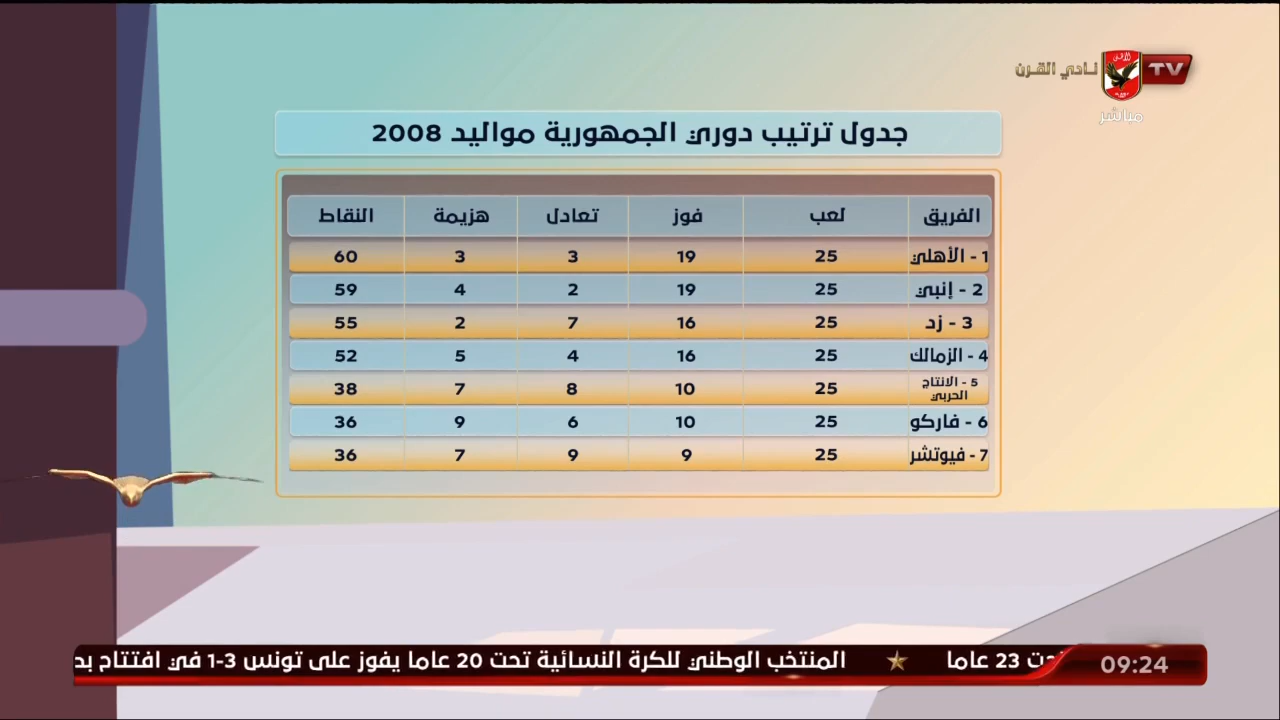 نادي القرن
TV
مباشر
جدول ترتيب دوري الجمهورية مواليد 2008
الفريق لعب فوز تعادل هزيمة النقاط
1 - الأهلي 25 19 3 3 60
2 - إنبي 25 19 2 4 59
3 - زد 25 16 7 2 55
4 - الزمالك 25 16 4 5 52
5 - الانتاج
الحربي 25 10 8 7 38
6 - فاركو 25 10 6 9 36
7 - فيوتشر 25 9 9 7 36
23 عاما ★ المنتخب الوطني للكرة النسائية تحت 20 عاما يفوز على تونس 3-1 في افتتاح
09:24